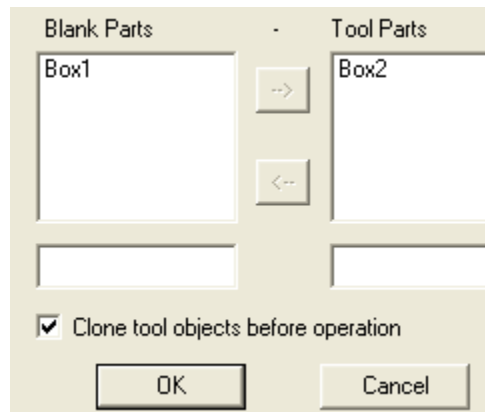 Blank Parts - Tool Parts
Box1 --> Box2
<--
Clone tool objects before operation
OK Cancel